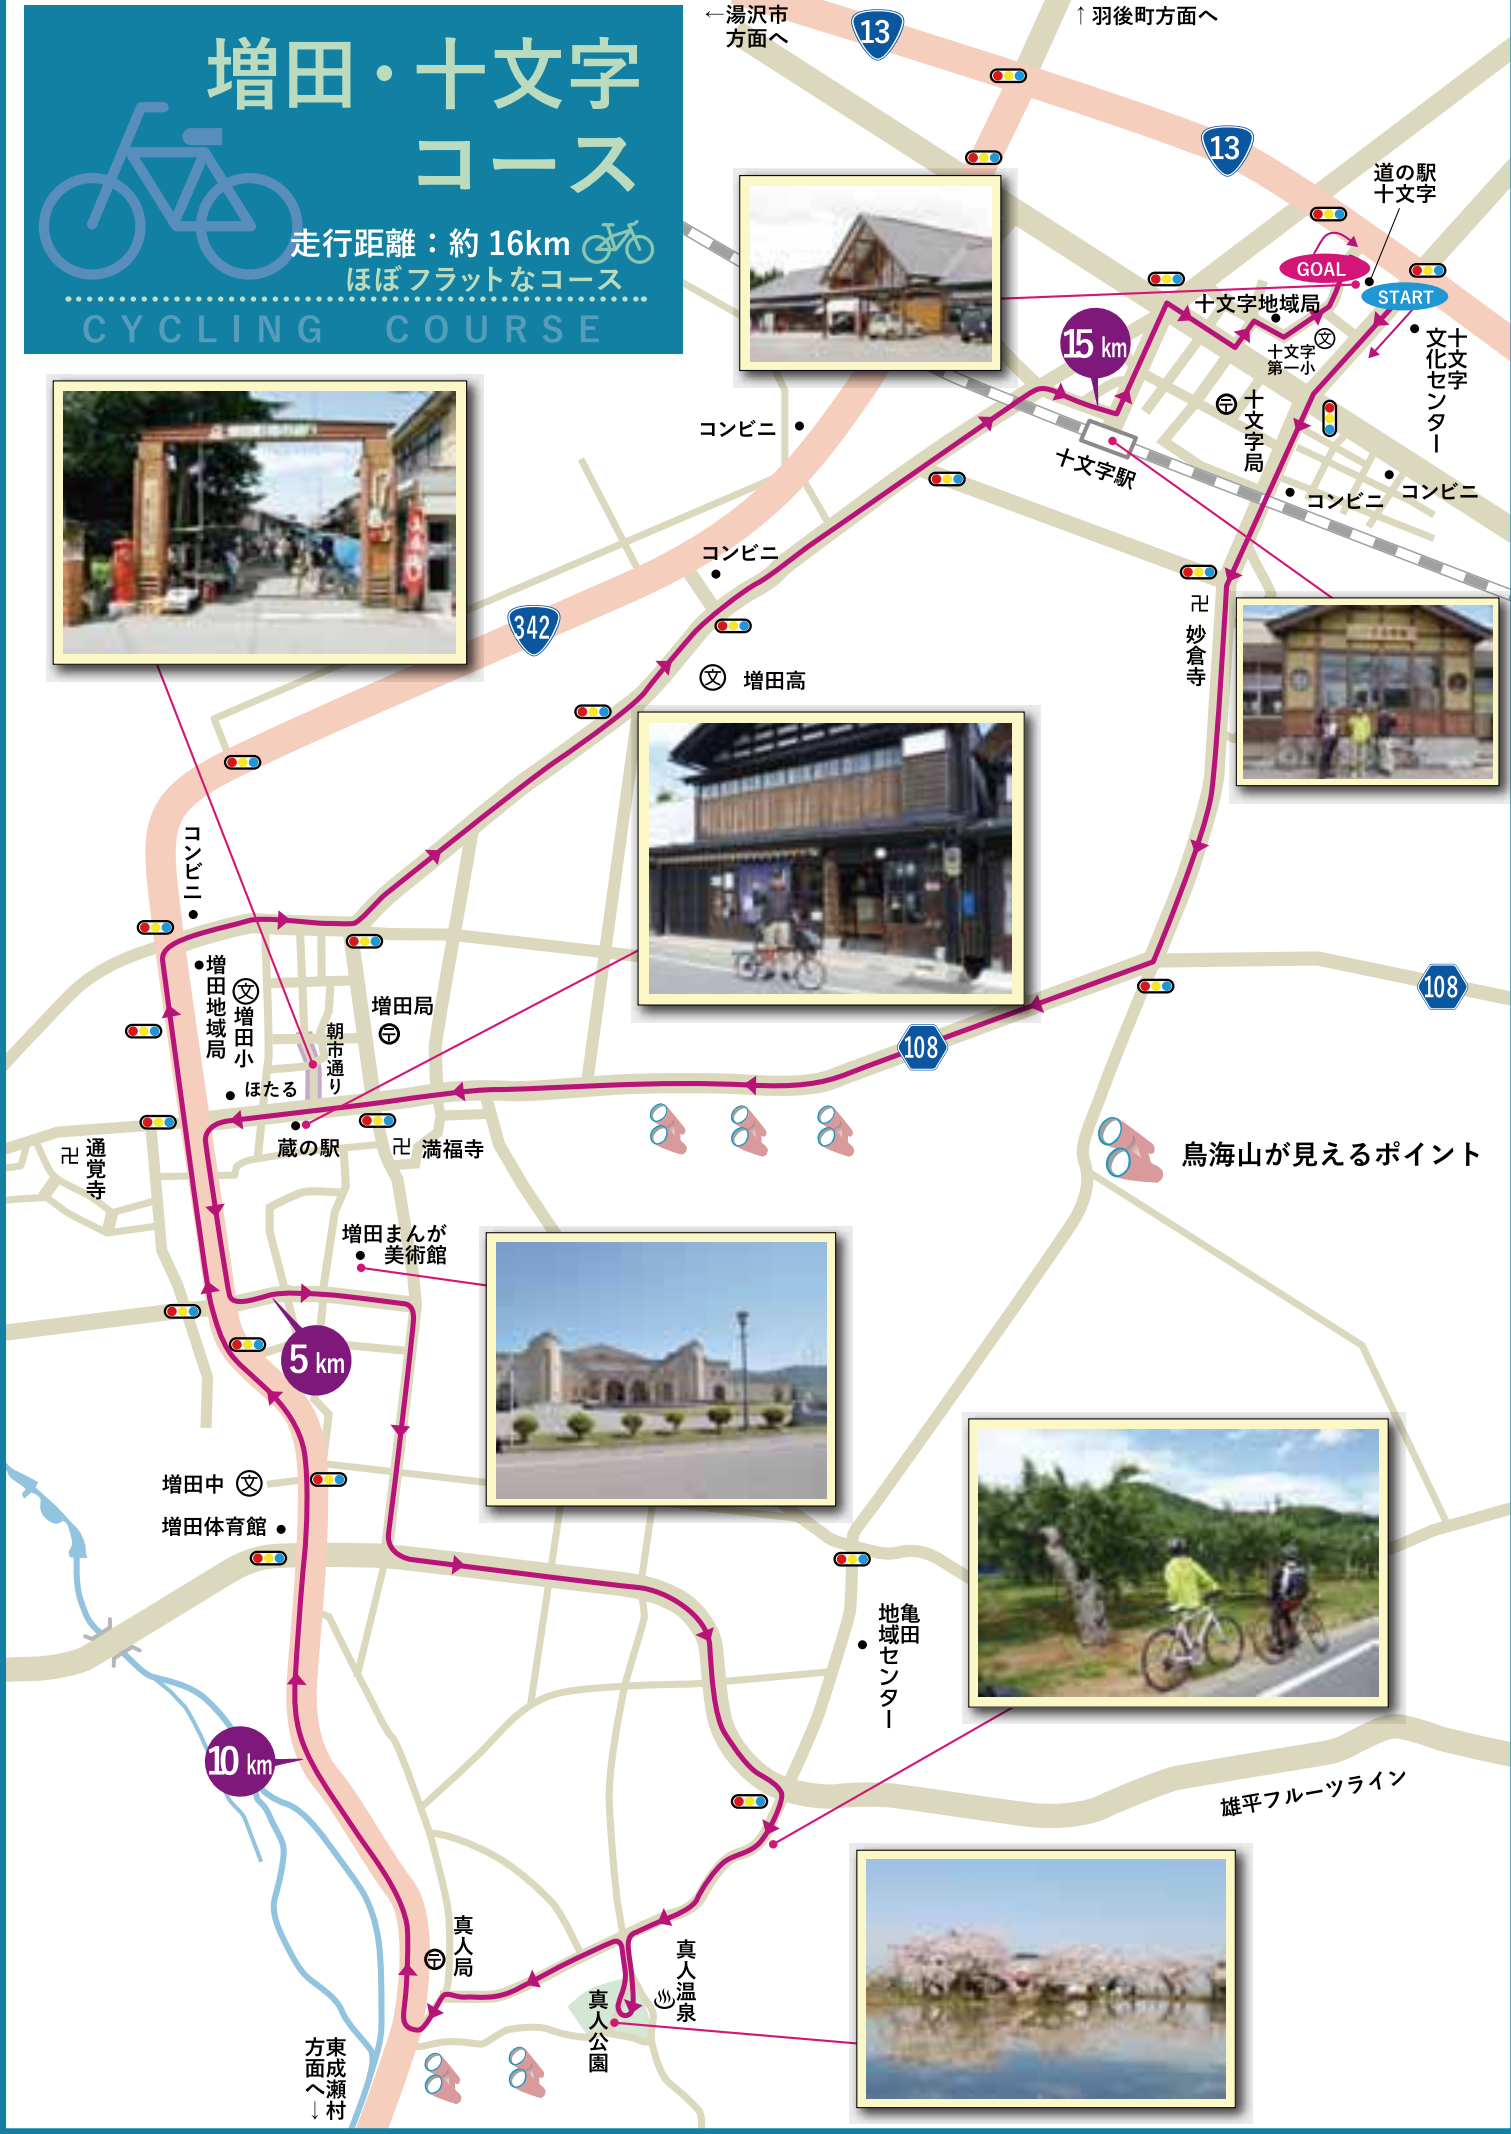 増田・十文字
コース
走行距離：約 16km
ほぼフラットなコース
CYCLING COURSE
←湯沢市
方面へ
↑羽後町方面へ
13
13
道の駅
十文字
GOAL
START
十文字地域局
十文字
第一小
文
十文字
文化センター
15 km
〒
十文字局
コンビニ
十文字駅
コンビニ
コンビニ
コンビニ
342
卍
妙倉寺
文
増田高
コンビニ
増田地域局
文
増田小
増田局
〒
朝市通り
ほたる
108
108
蔵の駅
卍 満福寺
卍
通覚寺
鳥海山が見えるポイント
増田まんが
美術館
5 km
増田中
文
増田体育館
亀田
地域センター
10 km
雄平フルーツライン
〒
真人局
真人温泉
真人公園
東成瀬村
方面へ↓